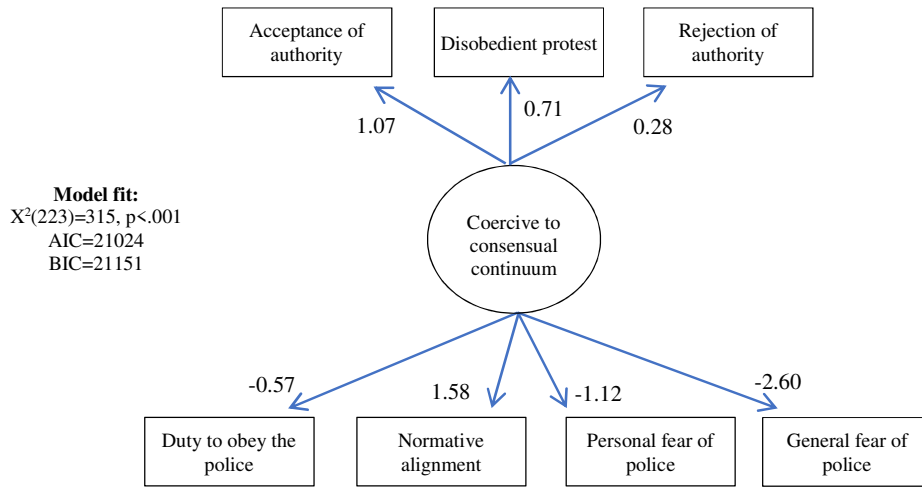 Acceptance of
authority
Disobedient protest
Rejection of
authority
1.07
0.71
0.28
Model fit:
X²(223)=315, p<.001
AIC=21024
BIC=21151
Coercive to
consensual
continuum
-0.57
1.58
-1.12
-2.60
Duty to obey the
police
Normative
alignment
Personal fear of
police
General fear of
police